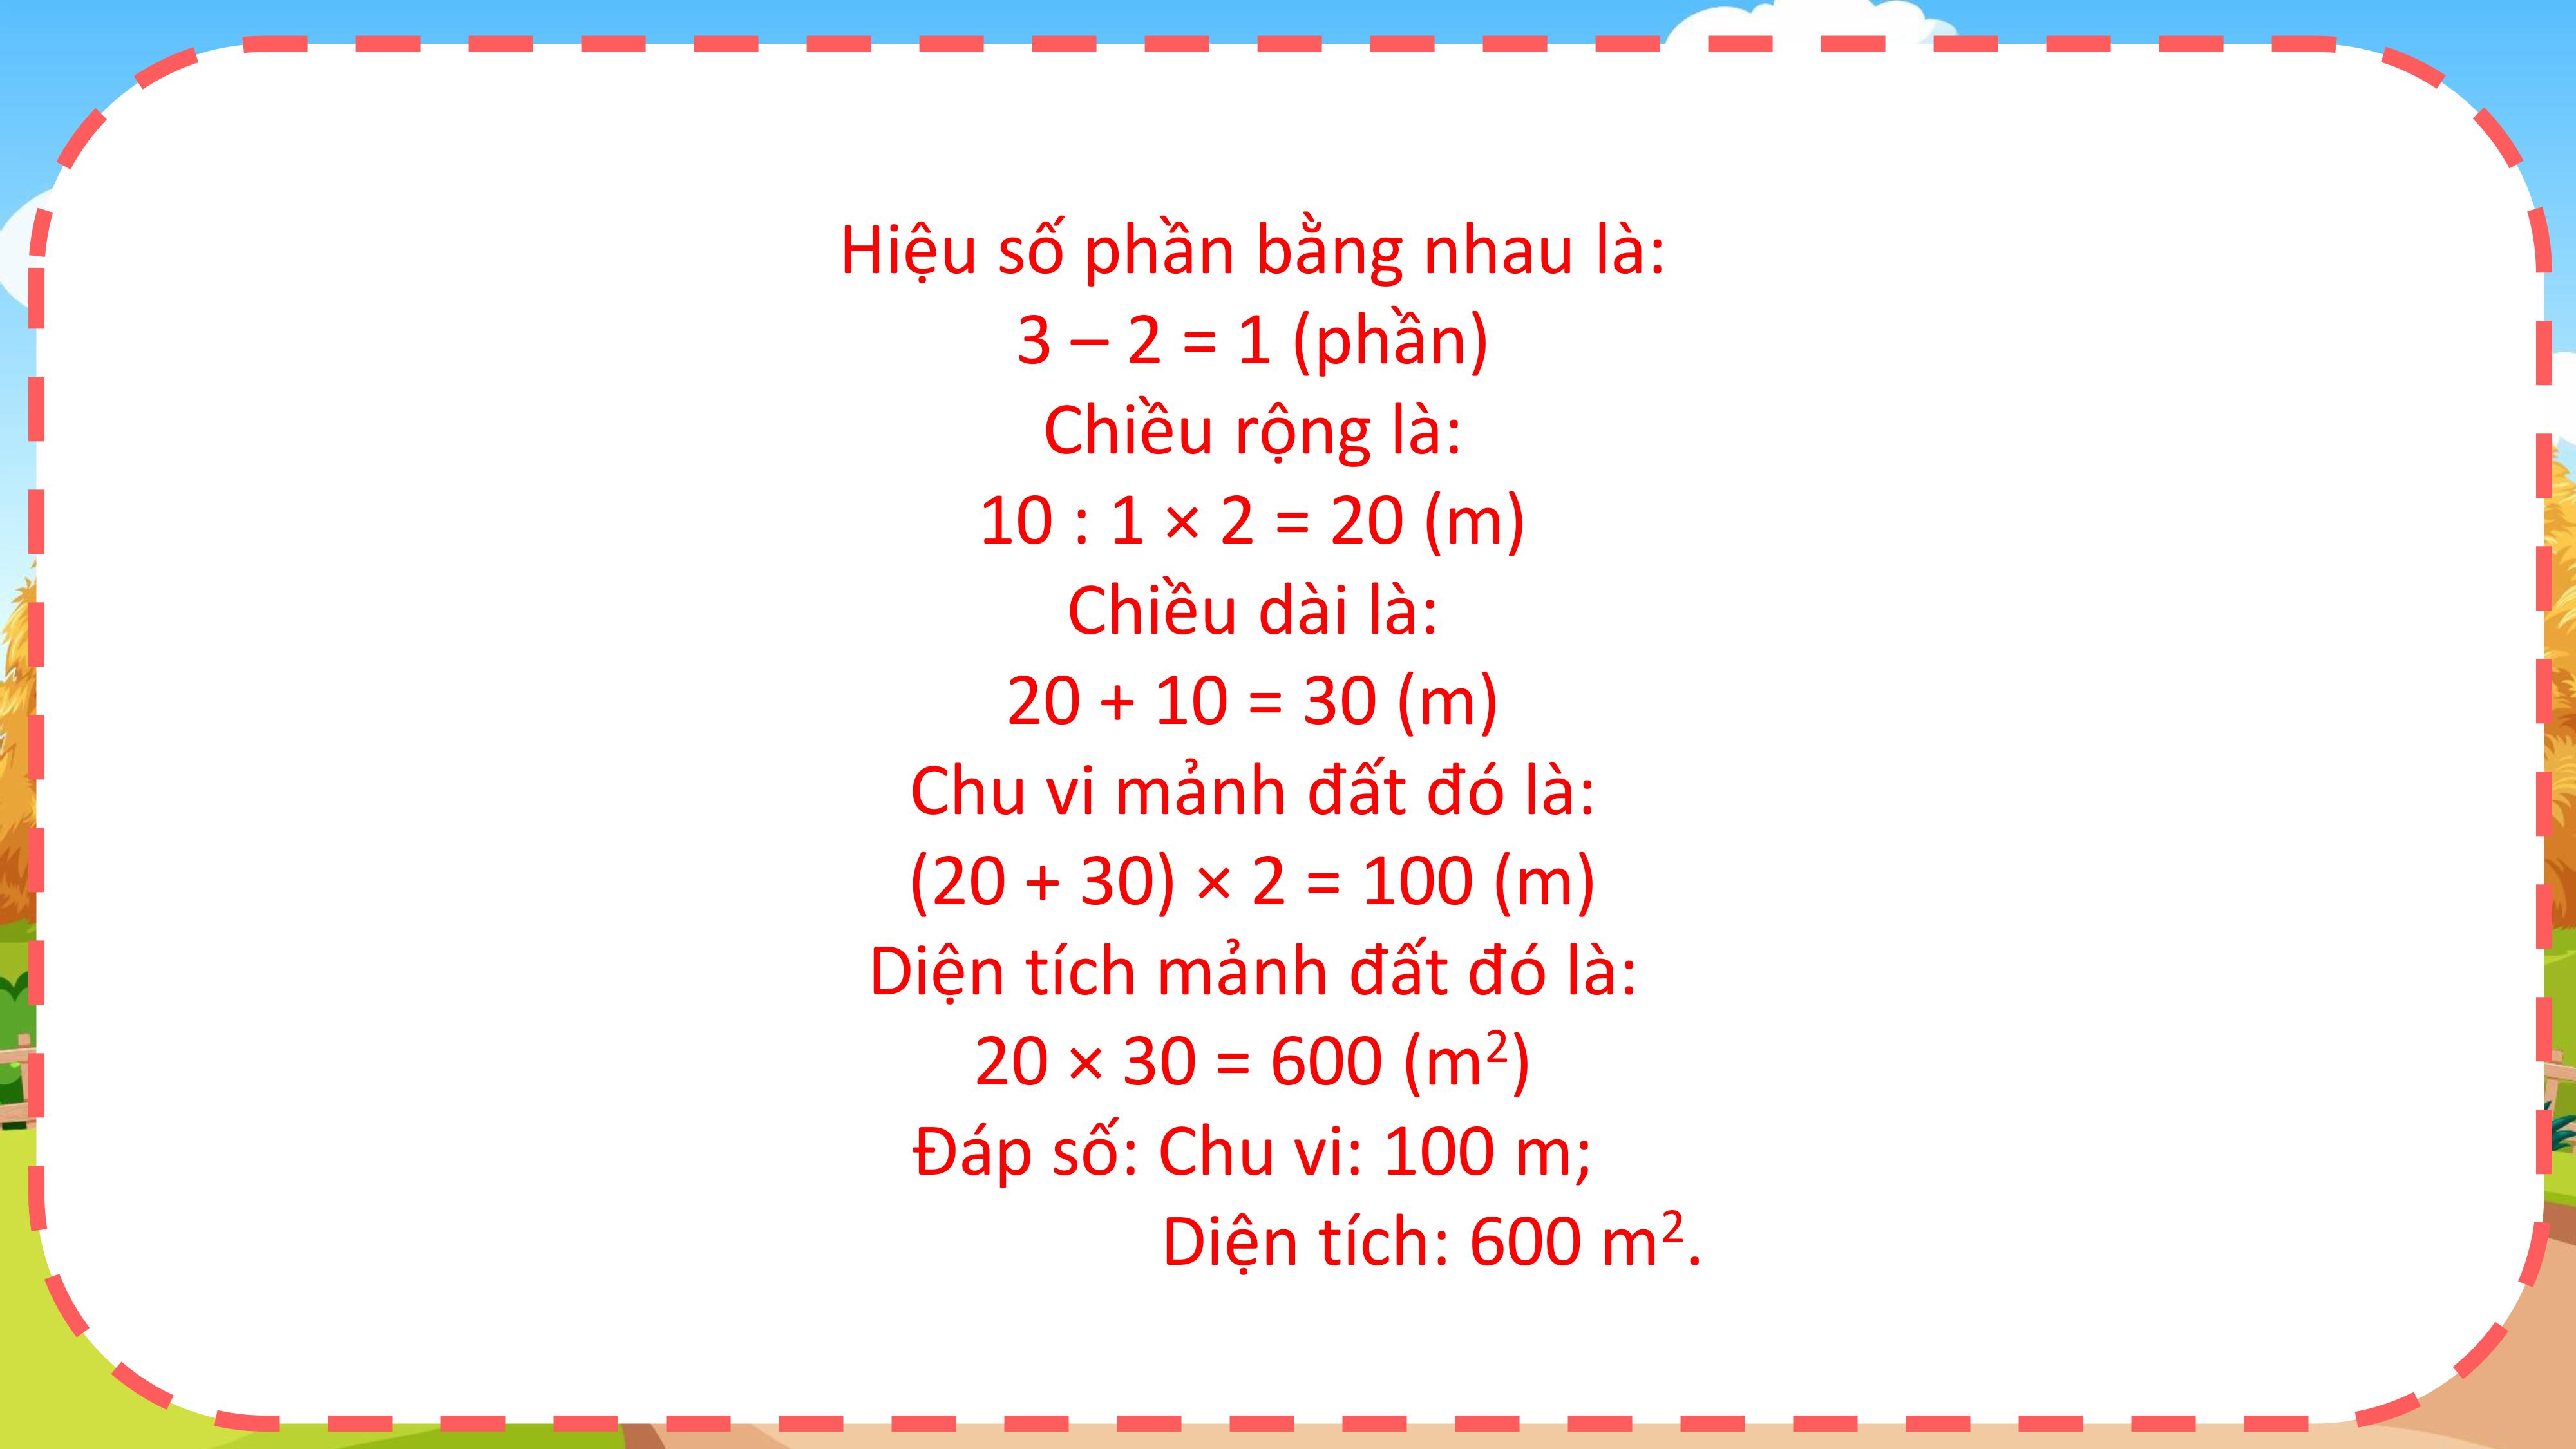 Hiệu số phần bằng nhau là:
3 – 2 = 1 (phần)
Chiều rộng là:
10 : 1 × 2 = 20 (m)
Chiều dài là:
20 + 10 = 30 (m)
Chu vi mảnh đất đó là:
(20 + 30) × 2 = 100 (m)
Diện tích mảnh đất đó là:
20 × 30 = 600 (m²)
Đáp số: Chu vi: 100 m;
Diện tích: 600 m².